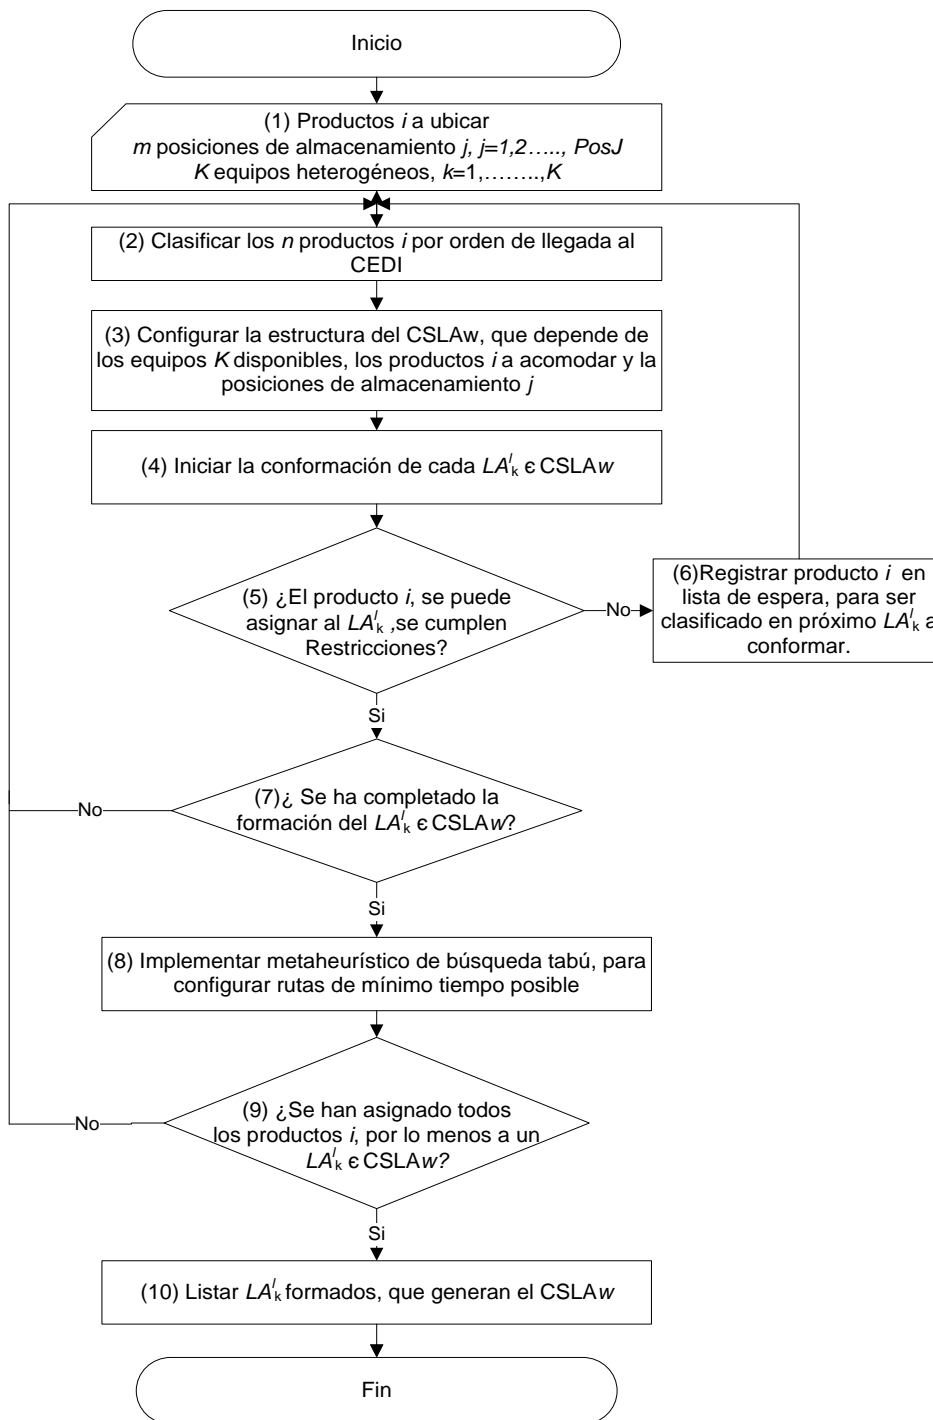 Inicio
(1) Productos i a ubicar
m posiciones de almacenamiento j, j=1,2….., PosJ
K equipos heterogéneos, k=1,……..,K
(2) Clasificar los n productos i por orden de llegada al
CEDI
(3) Configurar la estructura del CSLAw, que depende de
los equipos K disponibles, los productos i a acomodar y la
posiciones de almacenamiento j
(4) Iniciar la conformación de cada LA^l_k є CSLAw
(5) ¿El producto i, se puede
asignar al LA^l_k ,se cumplen
Restricciones?
No
(6)Registrar producto i en
lista de espera, para ser
clasificado en próximo LA^l_k a
conformar.
Si
(7)¿ Se ha completado la
formación del LA^l_k є CSLAw?
No
Si
(8) Implementar metaheurístico de búsqueda tabú, para
configurar rutas de mínimo tiempo posible
(9) ¿Se han asignado todos
los productos i, por lo menos a un
LA^l_k є CSLAw?
No
Si
(10) Listar LA^l_k formados, que generan el CSLAw
Fin